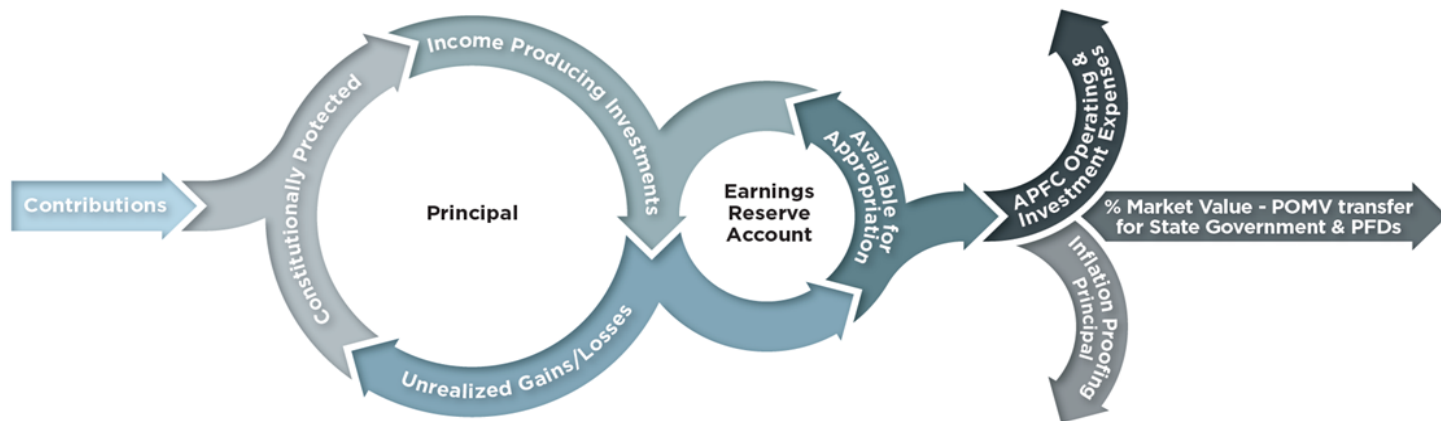 Contributions
Constitutionally Protected
Income Producing Investments
Principal
Unrealized Gains/Losses
Earnings
Reserve
Account
Available for
Appropriation
APFC Operating &
Investment Expenses
% Market Value - POMV transfer
for State Government & PFDs
Inflation Proofing
Principal